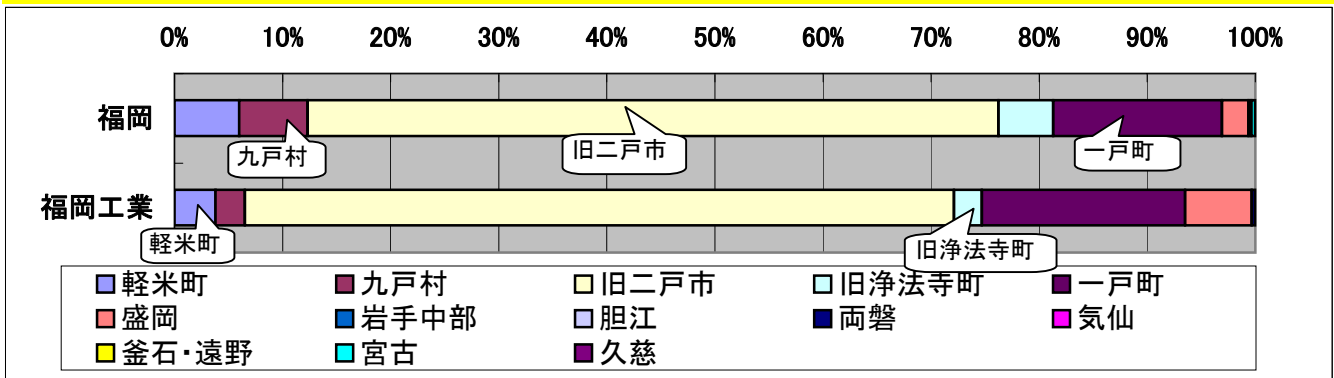 0% 10% 20% 30% 40% 50% 60% 70% 80% 90% 100%
福岡
九戸村
旧二戸市
一戸町
福岡工業
軽米町
旧浄法寺町
軽米町 九戸村 旧二戸市 旧浄法寺町 一戸町
盛岡 岩手中部 胆江 両磐 気仙
釜石・遠野 宮古 久慈